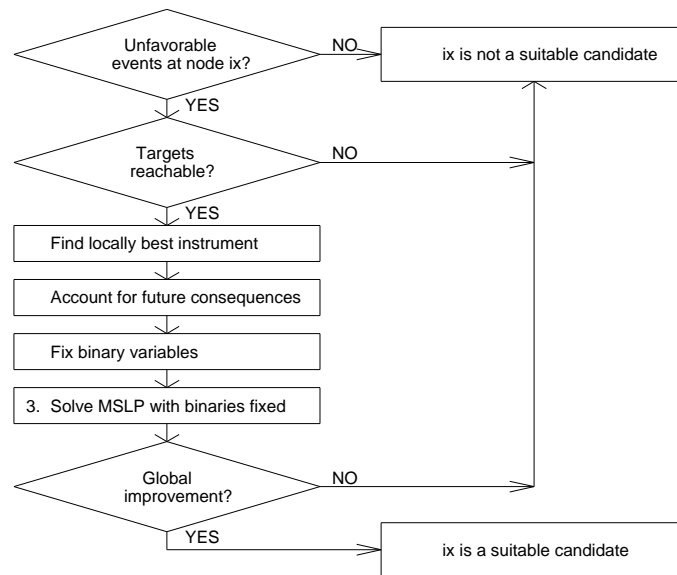 Unfavorable
events at node ix?
NO
ix is not a suitable candidate
YES
Targets
reachable?
NO
YES
Find locally best instrument
Account for future consequences
Fix binary variables
3. Solve MSLP with binaries fixed
Global
improvement?
NO
YES
ix is a suitable candidate